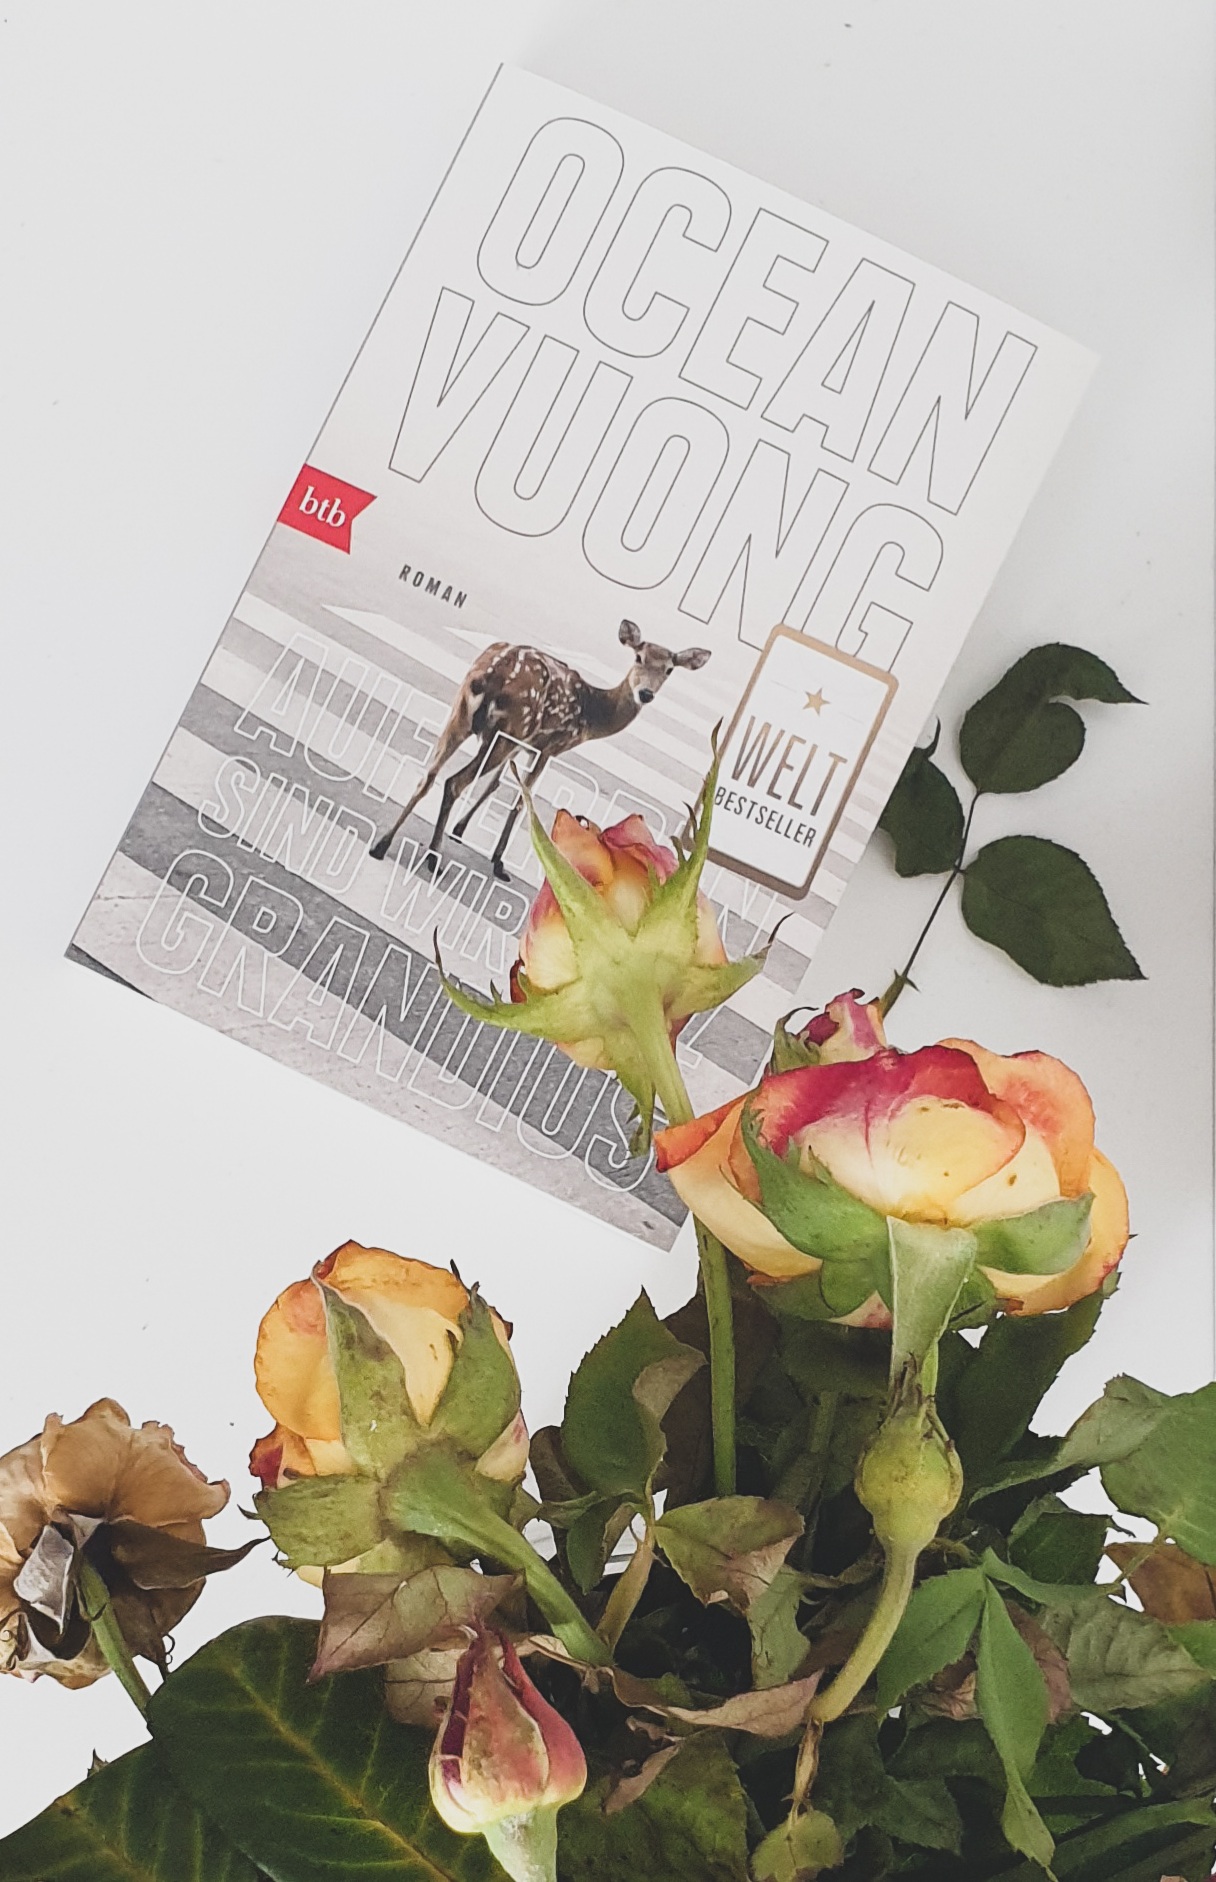 OCEAN
VUONG
btb
ROMAN
WELT
BESTSELLER
AUF ERDEN
SIND WIR
GRANDIOS